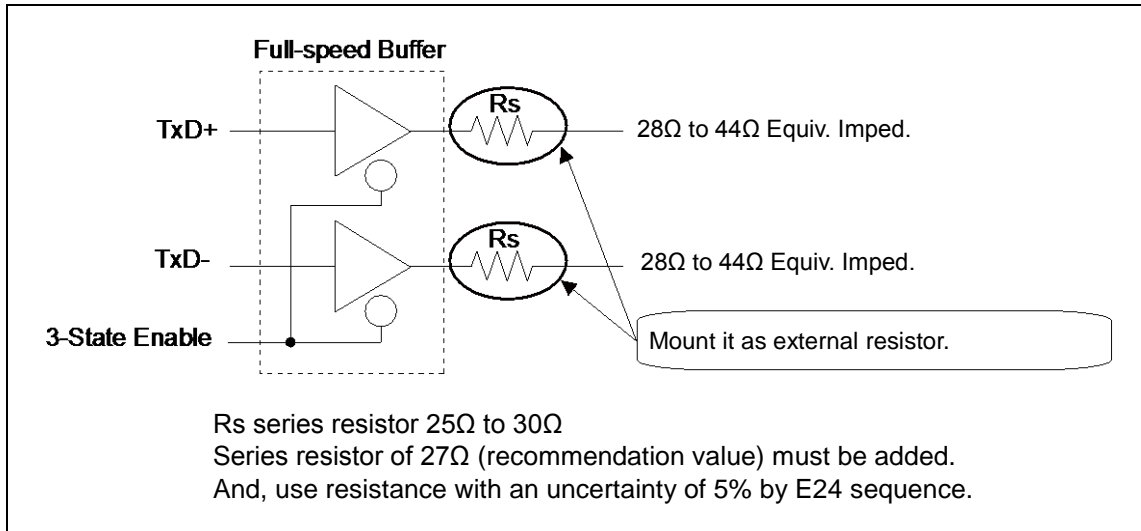 Full-speed Buffer
Rs
TxD+
28Ω to 44Ω Equiv. Imped.
Rs
TxD-
28Ω to 44Ω Equiv. Imped.
3-State Enable
Mount it as external resistor.
Rs series resistor 25Ω to 30Ω
Series resistor of 27Ω (recommendation value) must be added.
And, use resistance with an uncertainty of 5% by E24 sequence.